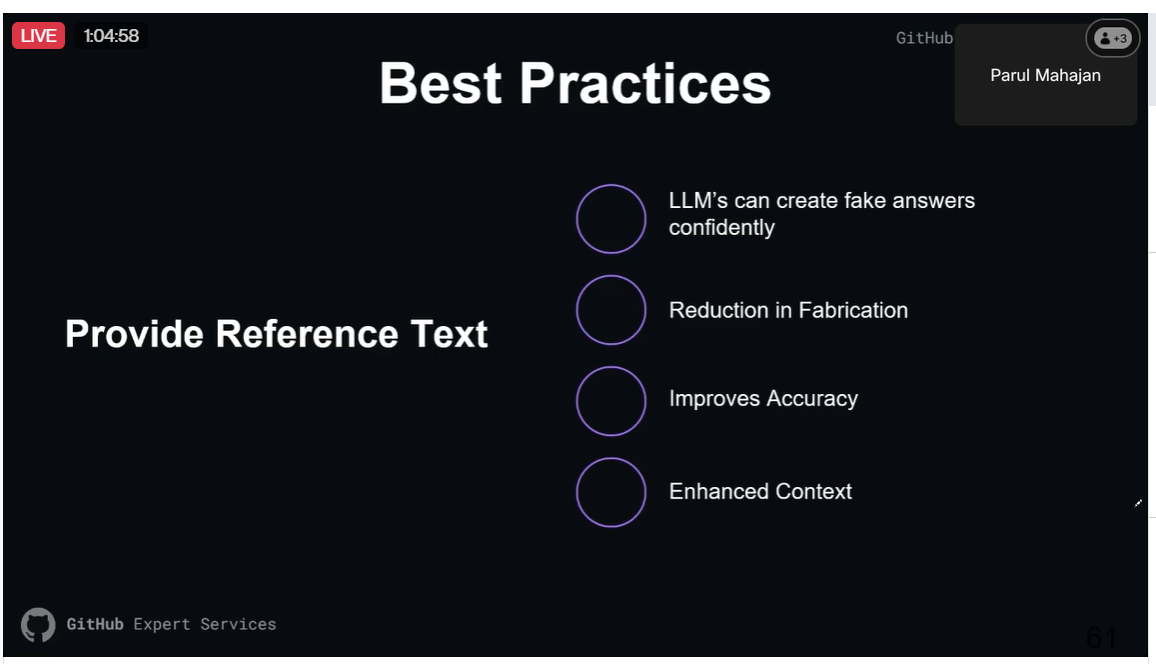 LIVE 1:04:58
GitHub
+3
Parul Mahajan
Best Practices
LLM’s can create fake answers
confidently
Reduction in Fabrication
Provide Reference Text
Improves Accuracy
Enhanced Context
GitHub Expert Services
61